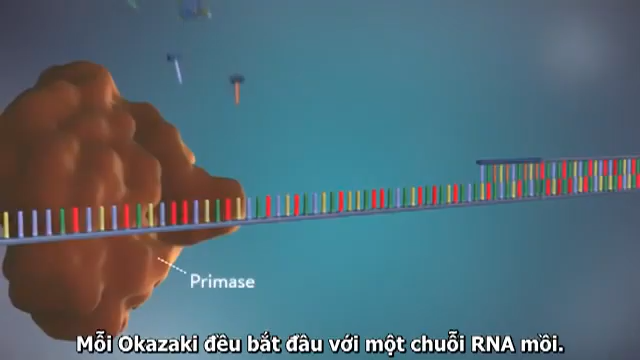 Primase
Mỗi Okazaki đều bắt đầu với một chuỗi RNA mồi.